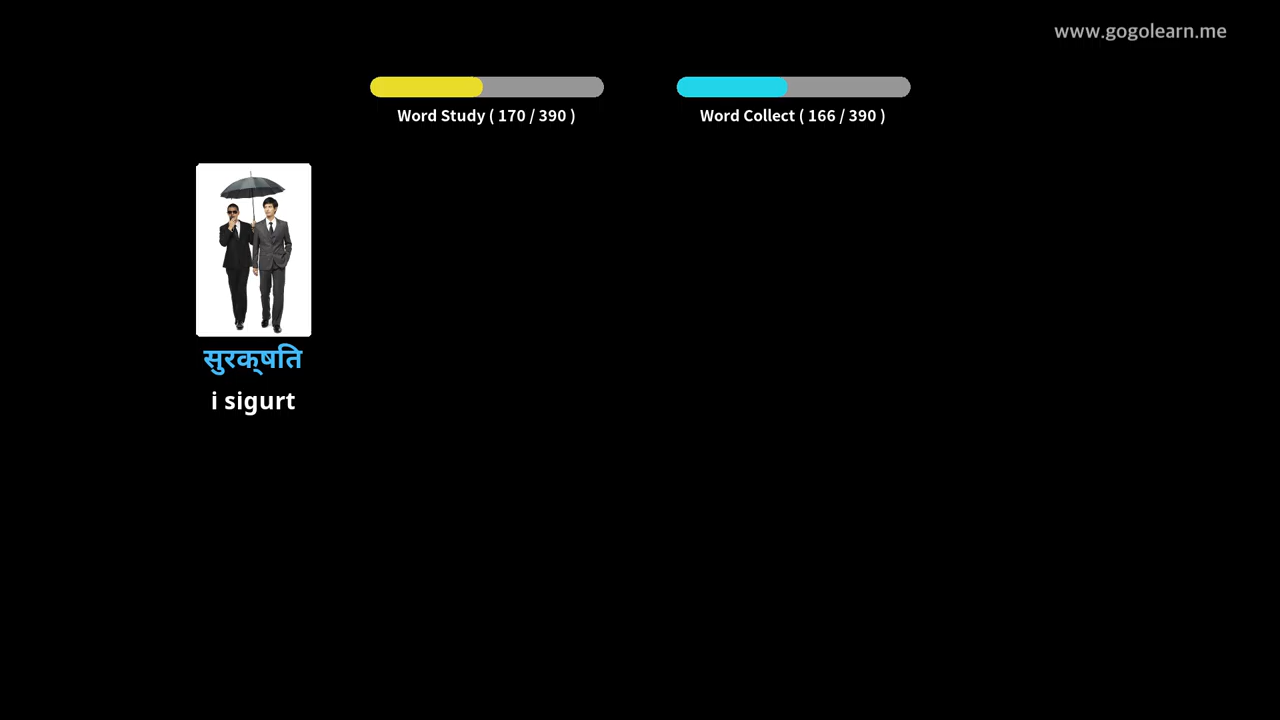 www.gogolearn.me
Word Study ( 170 / 390 )
Word Collect ( 166 / 390 )
सुरक्षति
i sigurt